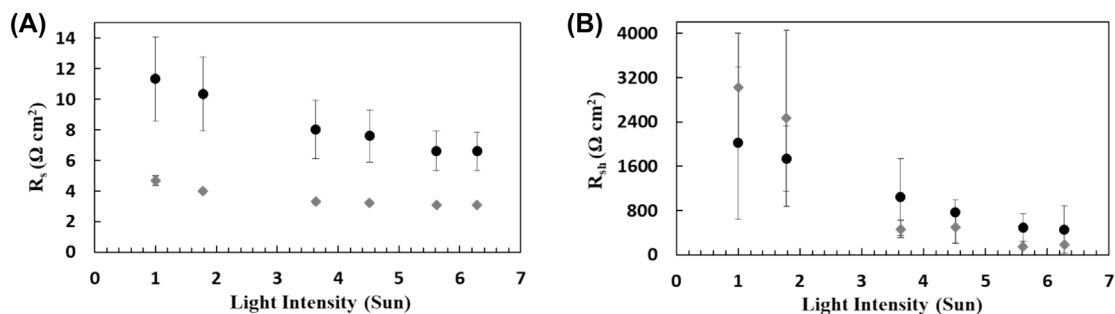 (A)
14
12
10
8
6
4
2
0
R_s (Ω cm²)
0 1 2 3 4 5 6 7
Light Intensity (Sun)
(B)
4000
3200
2400
1600
800
0
R_sh (Ω cm²)
0 1 2 3 4 5 6 7
Light Intensity (Sun)